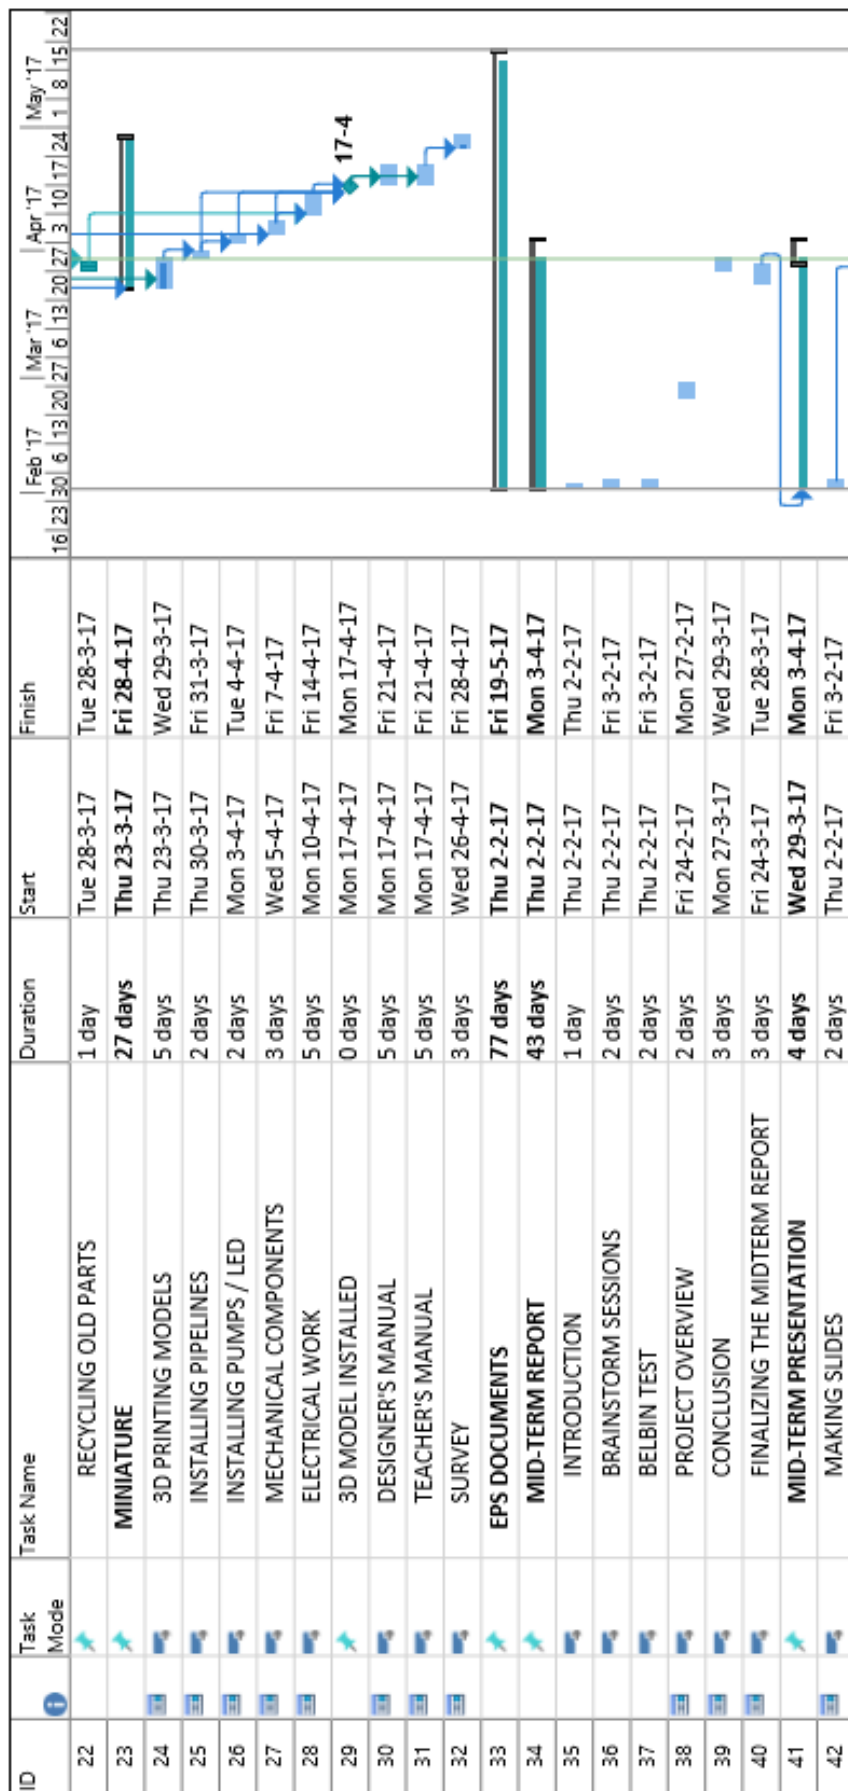 ID Task Mode Task Name Duration Start Finish
Feb '17 Mar '17 Apr '17 May '17
16 23 30 6 13 20 27 6 13 20 27 3 10 17 24 1 8 15 22
22 RECYCLING OLD PARTS 1 day Tue 28-3-17 Tue 28-3-17
23 MINIATURE 27 days Thu 23-3-17 Fri 28-4-17
24 3D PRINTING MODELS 5 days Thu 23-3-17 Wed 29-3-17
25 INSTALLING PIPELINES 2 days Thu 30-3-17 Fri 31-3-17
26 INSTALLING PUMPS / LED 2 days Mon 3-4-17 Tue 4-4-17
27 MECHANICAL COMPONENTS 3 days Wed 5-4-17 Fri 7-4-17
28 ELECTRICAL WORK 5 days Mon 10-4-17 Fri 14-4-17
29 3D MODEL INSTALLED 0 days Mon 17-4-17 Mon 17-4-17 17-4
30 DESIGNER'S MANUAL 5 days Mon 17-4-17 Fri 21-4-17
31 TEACHER'S MANUAL 5 days Mon 17-4-17 Fri 21-4-17
32 SURVEY 3 days Wed 26-4-17 Fri 28-4-17
33 EPS DOCUMENTS 77 days Thu 2-2-17 Fri 19-5-17
34 MID-TERM REPORT 43 days Thu 2-2-17 Mon 3-4-17
35 INTRODUCTION 1 day Thu 2-2-17 Thu 2-2-17
36 BRAINSTORM SESSIONS 2 days Thu 2-2-17 Fri 3-2-17
37 BELBIN TEST 2 days Thu 2-2-17 Fri 3-2-17
38 PROJECT OVERVIEW 2 days Fri 24-2-17 Mon 27-2-17
39 CONCLUSION 3 days Mon 27-3-17 Wed 29-3-17
40 FINALIZING THE MIDTERM REPORT 3 days Fri 24-3-17 Tue 28-3-17
41 MID-TERM PRESENTATION 4 days Wed 29-3-17 Mon 3-4-17
42 MAKING SLIDES 2 days Thu 2-2-17 Fri 3-2-17